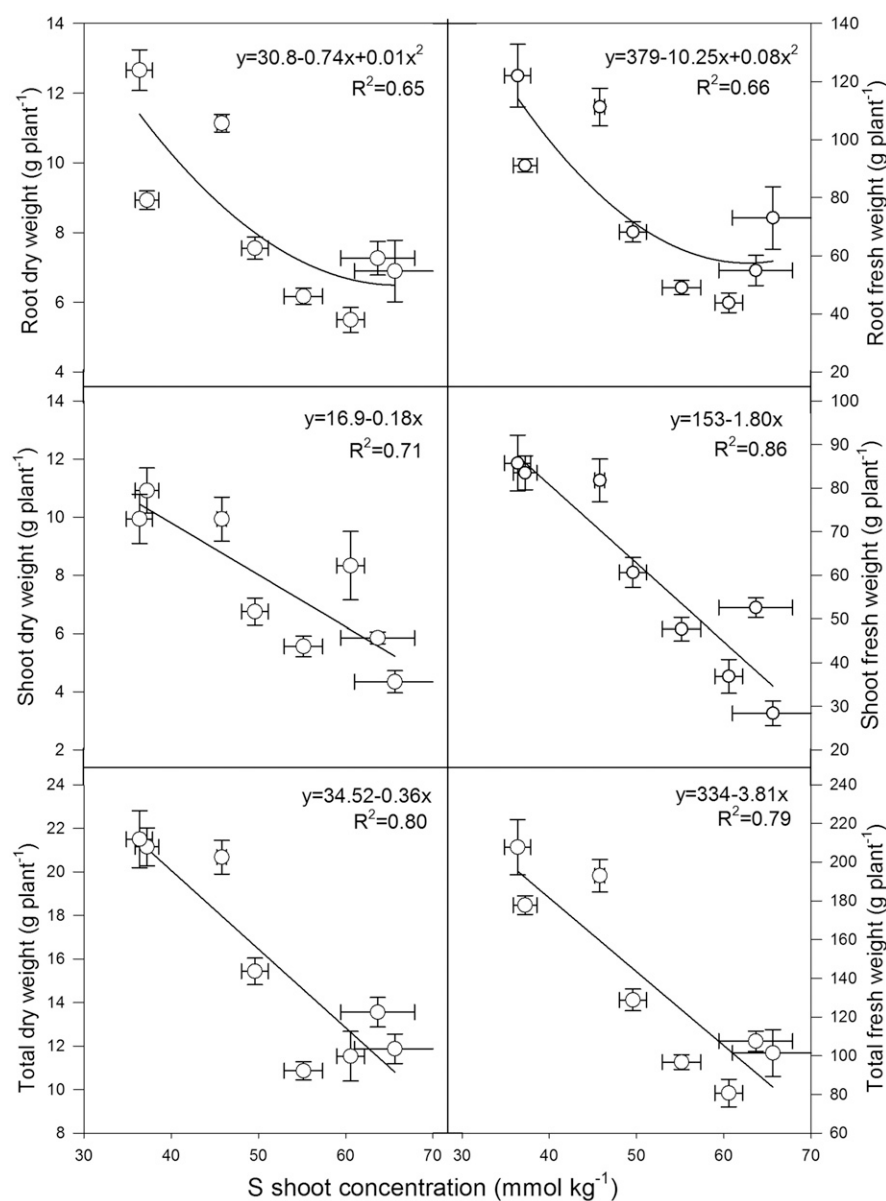 14
12
10
8
6
4
Root dry weight (g plant⁻¹)
y=30.8-0.74x+0.01x²
R²=0.65
y=379-10.25x+0.08x²
R²=0.66
140
120
100
80
60
40
20
Root fresh weight (g plant⁻¹)
14
12
10
8
6
4
2
Shoot dry weight (g plant⁻¹)
y=16.9-0.18x
R²=0.71
y=153-1.80x
R²=0.86
100
90
80
70
60
50
40
30
20
Shoot fresh weight (g plant⁻¹)
24
22
20
18
16
14
12
10
8
Total dry weight (g plant⁻¹)
y=34.52-0.36x
R²=0.80
y=334-3.81x
R²=0.79
240
220
200
180
160
140
120
100
80
60
Total fresh weight (g plant⁻¹)
30 40 50 60 70
30 40 50 60 70
S shoot concentration (mmol kg⁻¹)